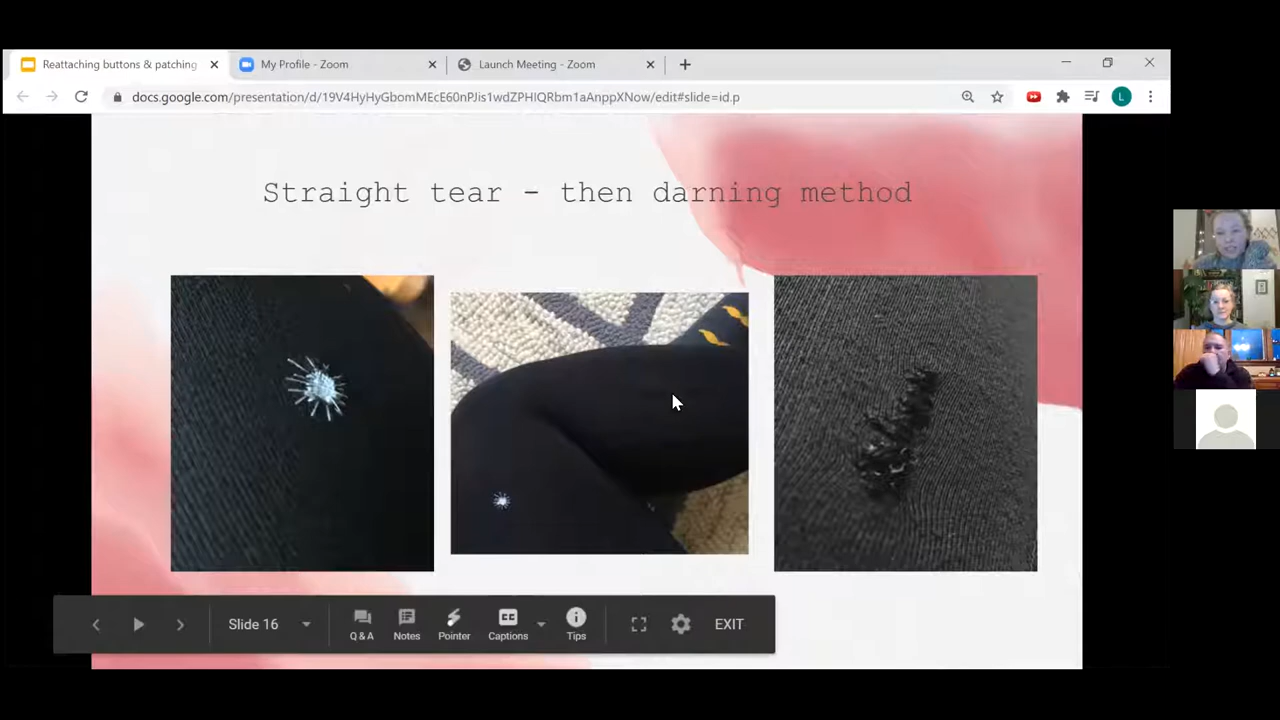 Reattaching buttons & patching
My Profile - Zoom
Launch Meeting - Zoom
docs.google.com/presentation/d/19V4HyHyGbomMEcE60nPJis1wdZPHIQRbm1aAnppXNow/edit#slide=id.p
L
Straight tear - then darning method
Slide 16
Q & A
Notes
Pointer
CC
Captions
Tips
EXIT